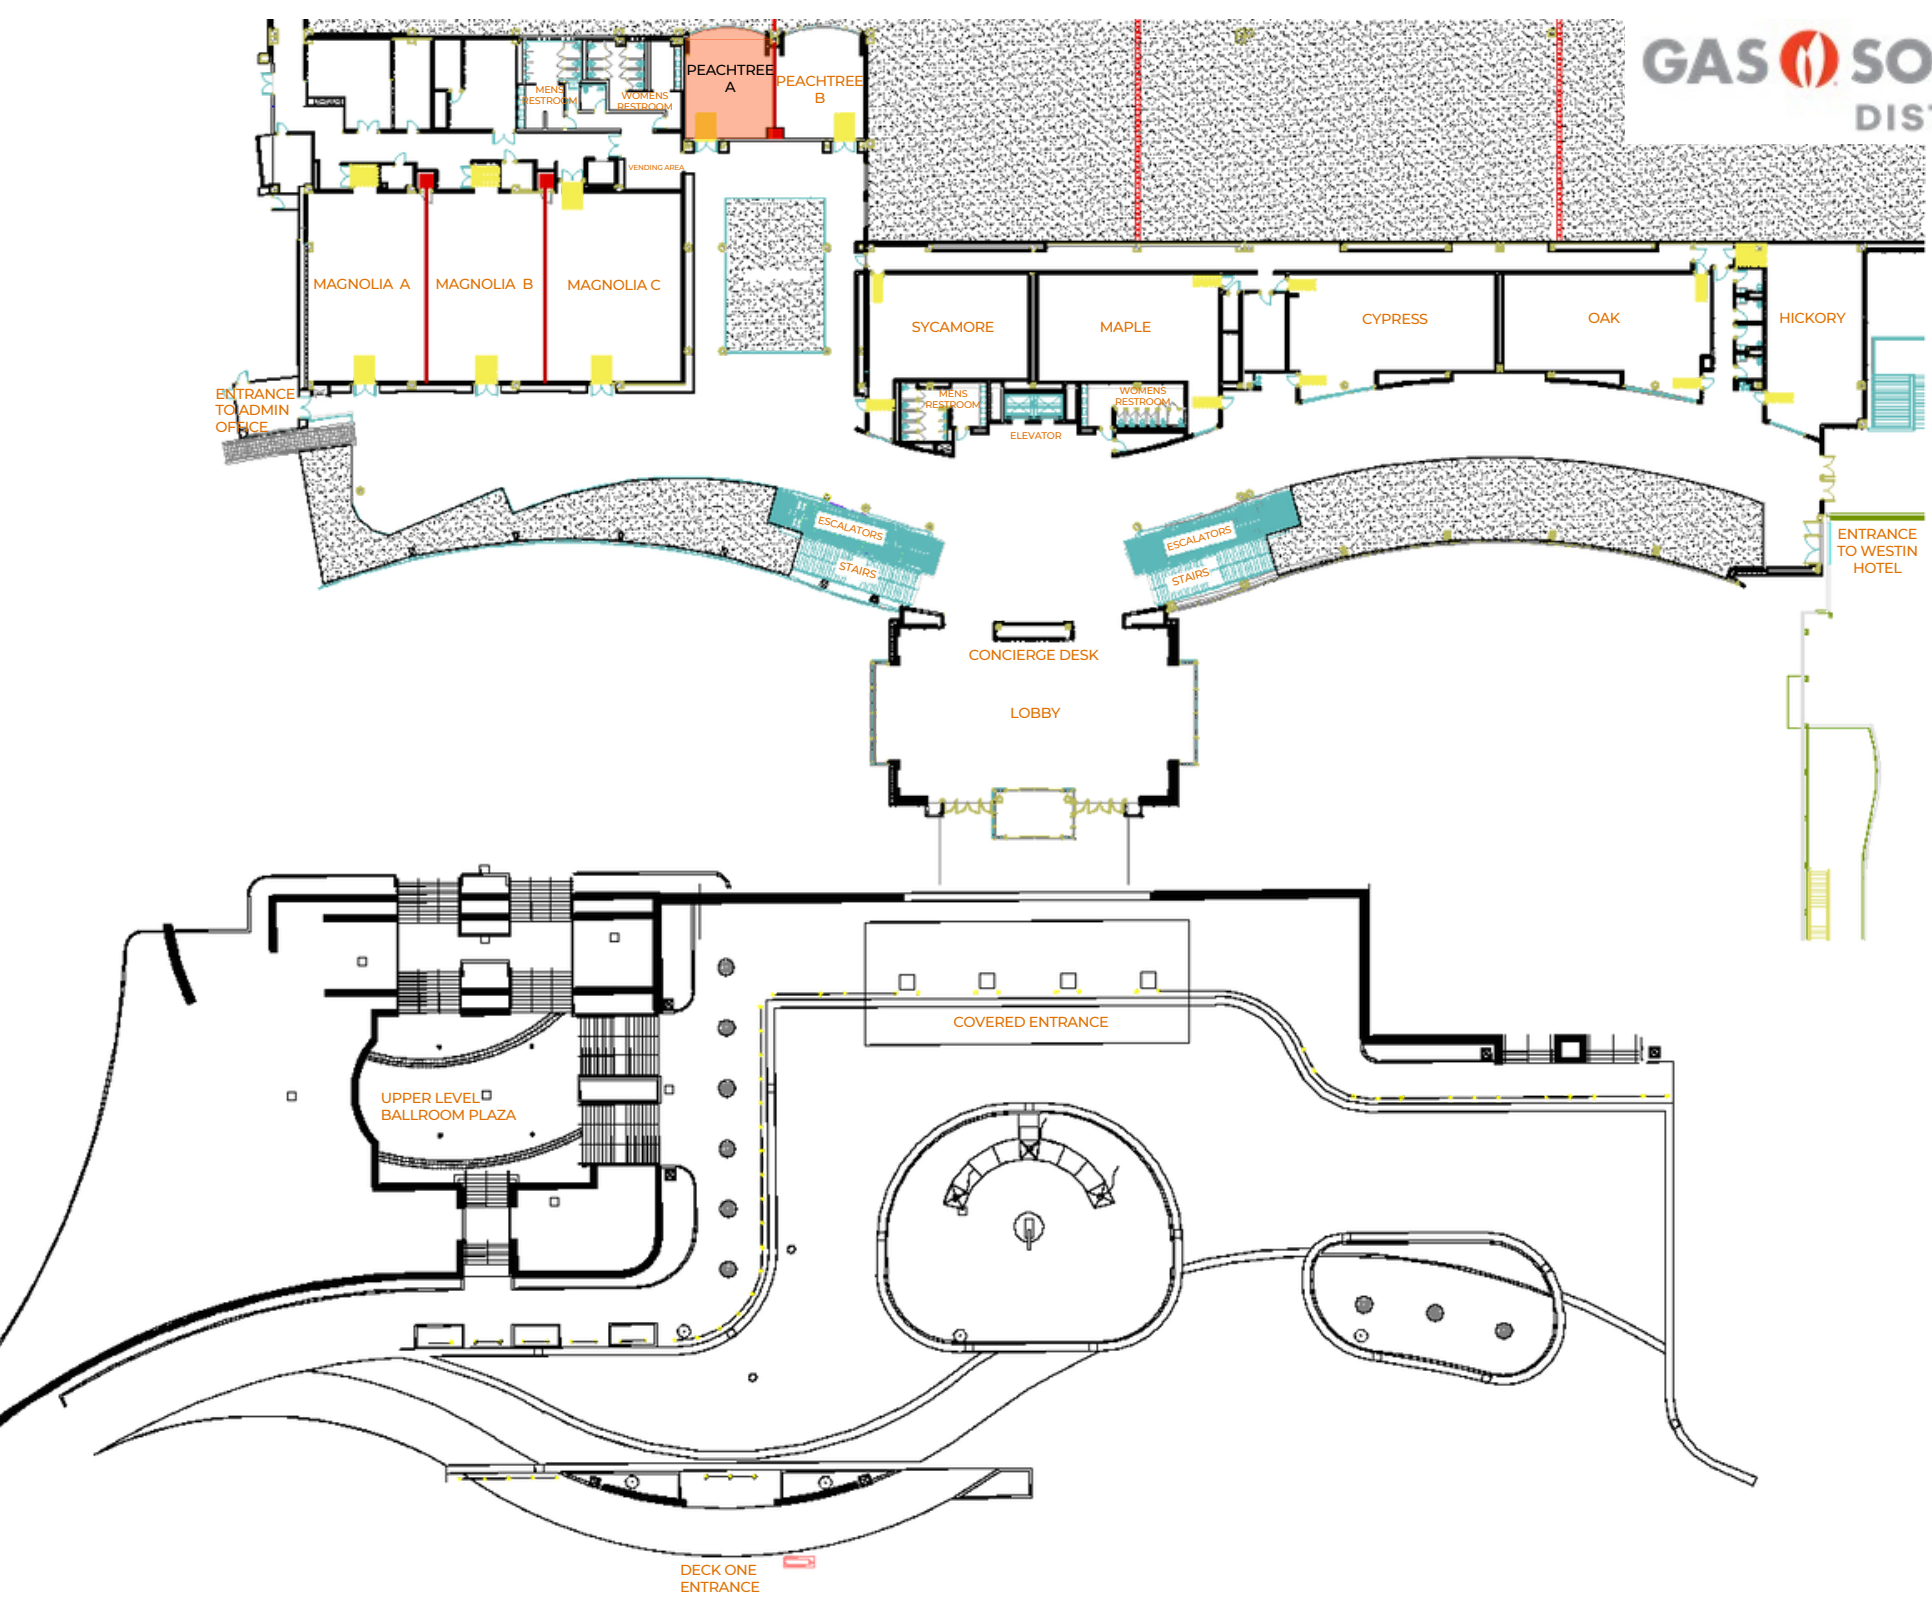 GAS SO
DIS
PEACHTREE
A
PEACHTREE
B
MENS
RESTROOM
WOMENS
RESTROOM
VENDING AREA
MAGNOLIA A
MAGNOLIA B
MAGNOLIA C
SYCAMORE
MAPLE
CYPRESS
OAK
HICKORY
ENTRANCE
TO ADMIN
OFFICE
MENS
RESTROOM
ELEVATOR
WOMENS
RESTROOM
ESCALATORS
STAIRS
ESCALATORS
STAIRS
ENTRANCE
TO WESTIN
HOTEL
CONCIERGE DESK
LOBBY
COVERED ENTRANCE
UPPER LEVEL
BALLROOM PLAZA
DECK ONE
ENTRANCE